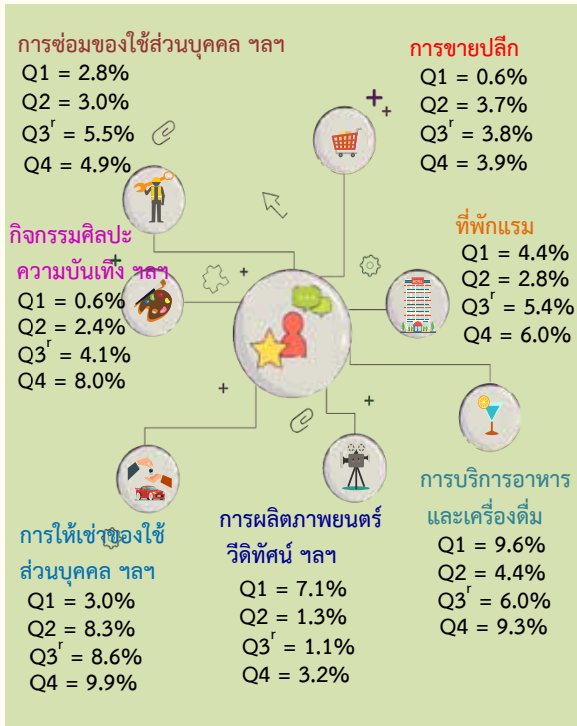 การซ่อมของใช้ส่วนบุคคล ฯลฯ
Q1 = 2.8%
Q2 = 3.0%
Q3ʳ = 5.5%
Q4 = 4.9%
การขายปลีก
Q1 = 0.6%
Q2 = 3.7%
Q3ʳ = 3.8%
Q4 = 3.9%
กิจกรรมศิลปะ
ความบันเทิง ฯลฯ
Q1 = 0.6%
Q2 = 2.4%
Q3ʳ = 4.1%
Q4 = 8.0%
ที่พักแรม
Q1 = 4.4%
Q2 = 2.8%
Q3ʳ = 5.4%
Q4 = 6.0%
การให้เช่าของใช้
ส่วนบุคคล ฯลฯ
Q1 = 3.0%
Q2 = 8.3%
Q3ʳ = 8.6%
Q4 = 9.9%
การผลิตภาพยนตร์
วีดิทัศน์ ฯลฯ
Q1 = 7.1%
Q2 = 1.3%
Q3ʳ = 1.1%
Q4 = 3.2%
การบริการอาหาร
และเครื่องดื่ม
Q1 = 9.6%
Q2 = 4.4%
Q3ʳ = 6.0%
Q4 = 9.3%